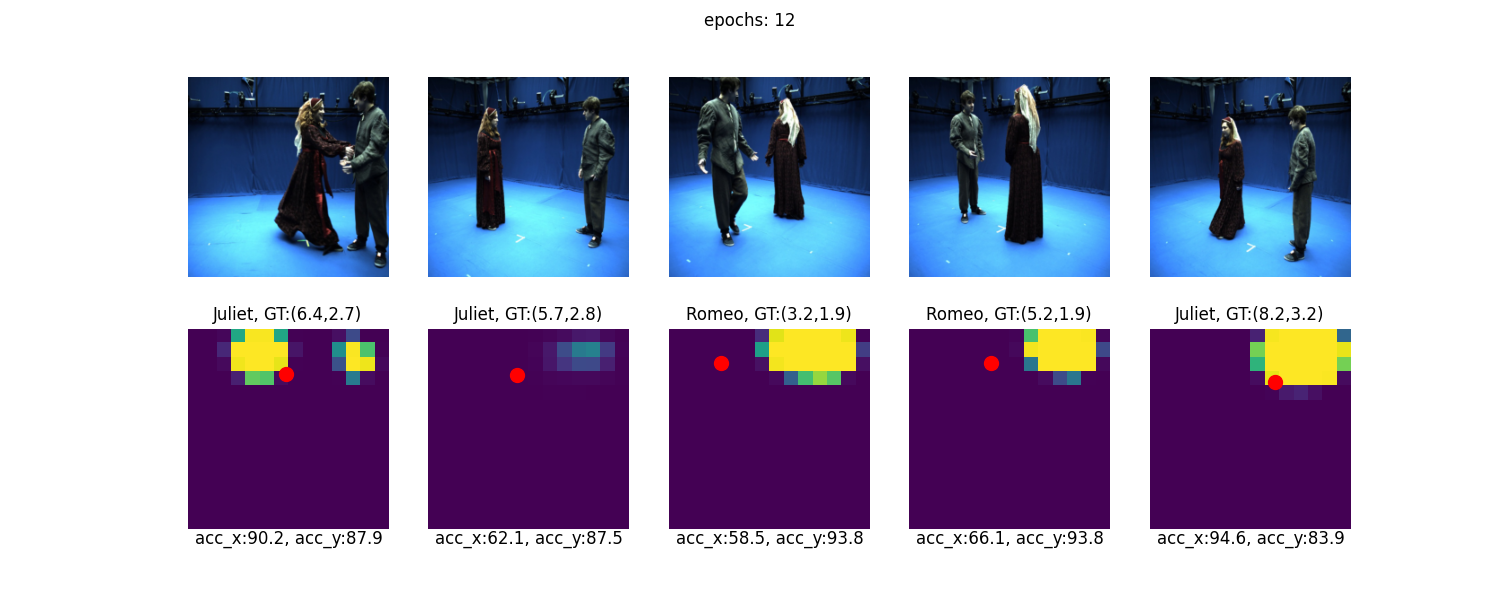 epochs: 12
Juliet, GT:(6.4,2.7)
Juliet, GT:(5.7,2.8)
Romeo, GT:(3.2,1.9)
Romeo, GT:(5.2,1.9)
Juliet, GT:(8.2,3.2)
acc_x:90.2, acc_y:87.9
acc_x:62.1, acc_y:87.5
acc_x:58.5, acc_y:93.8
acc_x:66.1, acc_y:93.8
acc_x:94.6, acc_y:83.9